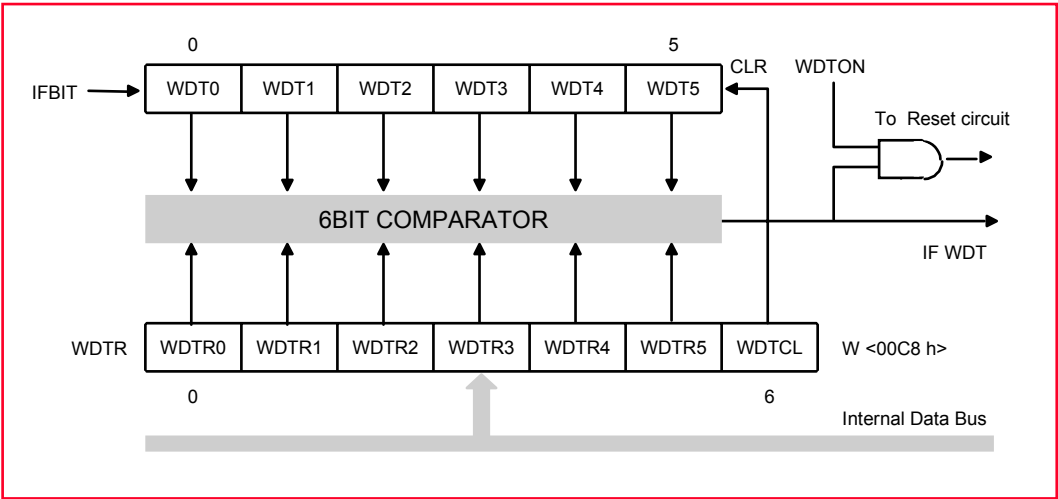 0 5
CLR WDTON
IFBIT WDT0 WDT1 WDT2 WDT3 WDT4 WDT5
To Reset circuit
6BIT COMPARATOR
IF WDT
WDTR WDTR0 WDTR1 WDTR2 WDTR3 WDTR4 WDTR5 WDTCL W <00C8 h>
0 6
Internal Data Bus